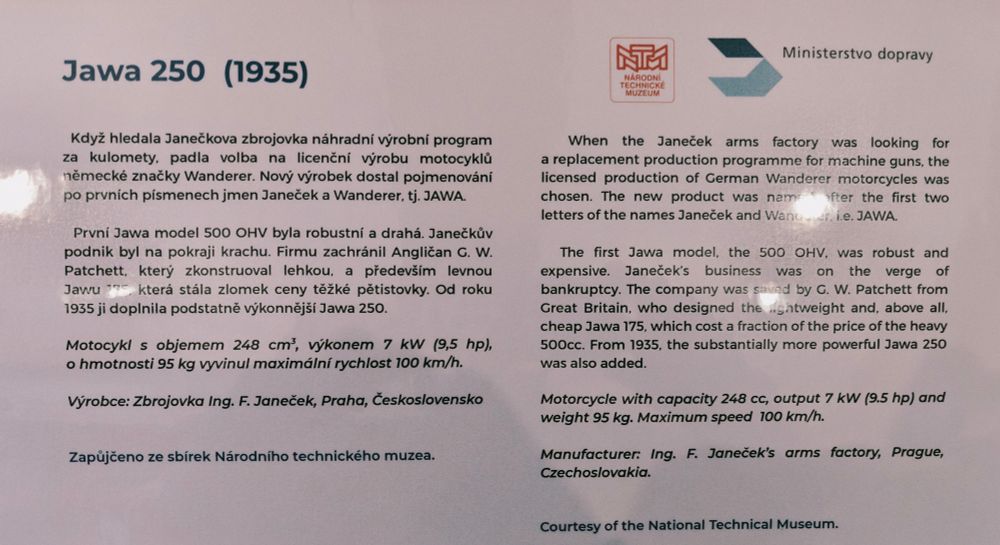 Jawa 250 (1935)
NTM
NÁRODNÍ
TECHNICKÉ
MUZEUM
Ministerstvo dopravy
Když hledala Janečkova zbrojovka náhradní výrobní program
za kulomety, padla volba na licenční výrobu motocyklů
německé značky Wanderer. Nový výrobek dostal pojmenování
po prvních písmenech jmen Janeček a Wanderer, tj. JAWA.
První Jawa model 500 OHV byla robustní a drahá. Janečkův
podnik byl na pokraji krachu. Firmu zachránil Angličan G. W.
Patchett, který zkonstruoval lehkou, a především levnou
Jawu 175, která stála zlomek ceny těžké pětistovky. Od roku
1935 ji doplnila podstatně výkonnější Jawa 250.
Motocykl s objemem 248 cm³, výkonem 7 kW (9,5 hp),
o hmotnosti 95 kg vyvinul maximální rychlost 100 km/h.
Výrobce: Zbrojovka Ing. F. Janeček, Praha, Československo
Zapůjčeno ze sbírek Národního technického muzea.
When the Janeček arms factory was looking for
a replacement production programme for machine guns, the
licensed production of German Wanderer motorcycles was
chosen. The new product was named after the first two
letters of the names Janeček and Wanderer, i.e. JAWA.
The first Jawa model, the 500 OHV, was robust and
expensive. Janeček's business was on the verge of
bankruptcy. The company was saved by G. W. Patchett from
Great Britain, who designed the lightweight and, above all,
cheap Jawa 175, which cost a fraction of the price of the heavy
500cc. From 1935, the substantially more powerful Jawa 250
was also added.
Motorcycle with capacity 248 cc, output 7 kW (9.5 hp) and
weight 95 kg. Maximum speed 100 km/h.
Manufacturer: Ing. F. Janeček's arms factory, Prague,
Czechoslovakia.
Courtesy of the National Technical Museum.